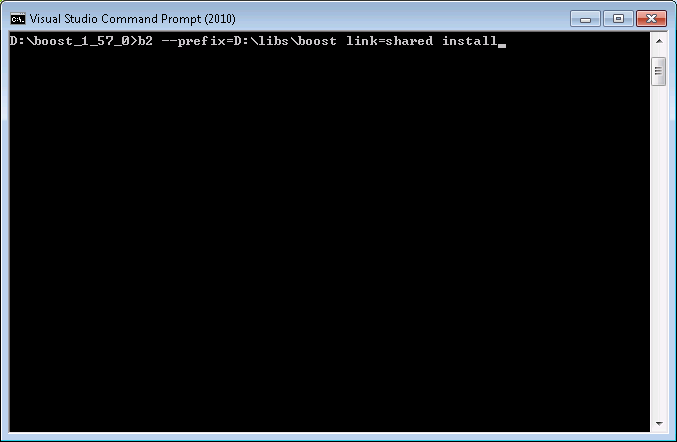 Visual Studio Command Prompt (2010)
D:\boost_1_57_0>b2 --prefix=D:\libs\boost link=shared install